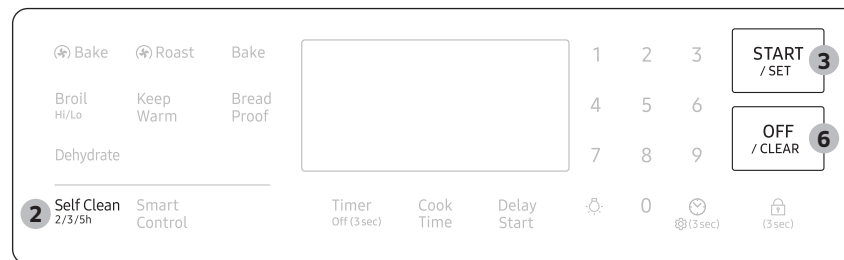 Bake Roast Bake 1 2 3 START
/ SET 3
Broil Keep Bread 4 5 6
Hi/Lo Warm Proof
OFF 6
/ CLEAR
Dehydrate 7 8 9
2 Self Clean Smart Timer Cook Delay 0
2/3/5h Control Off (3 sec) Time Start (3 sec) (3 sec)